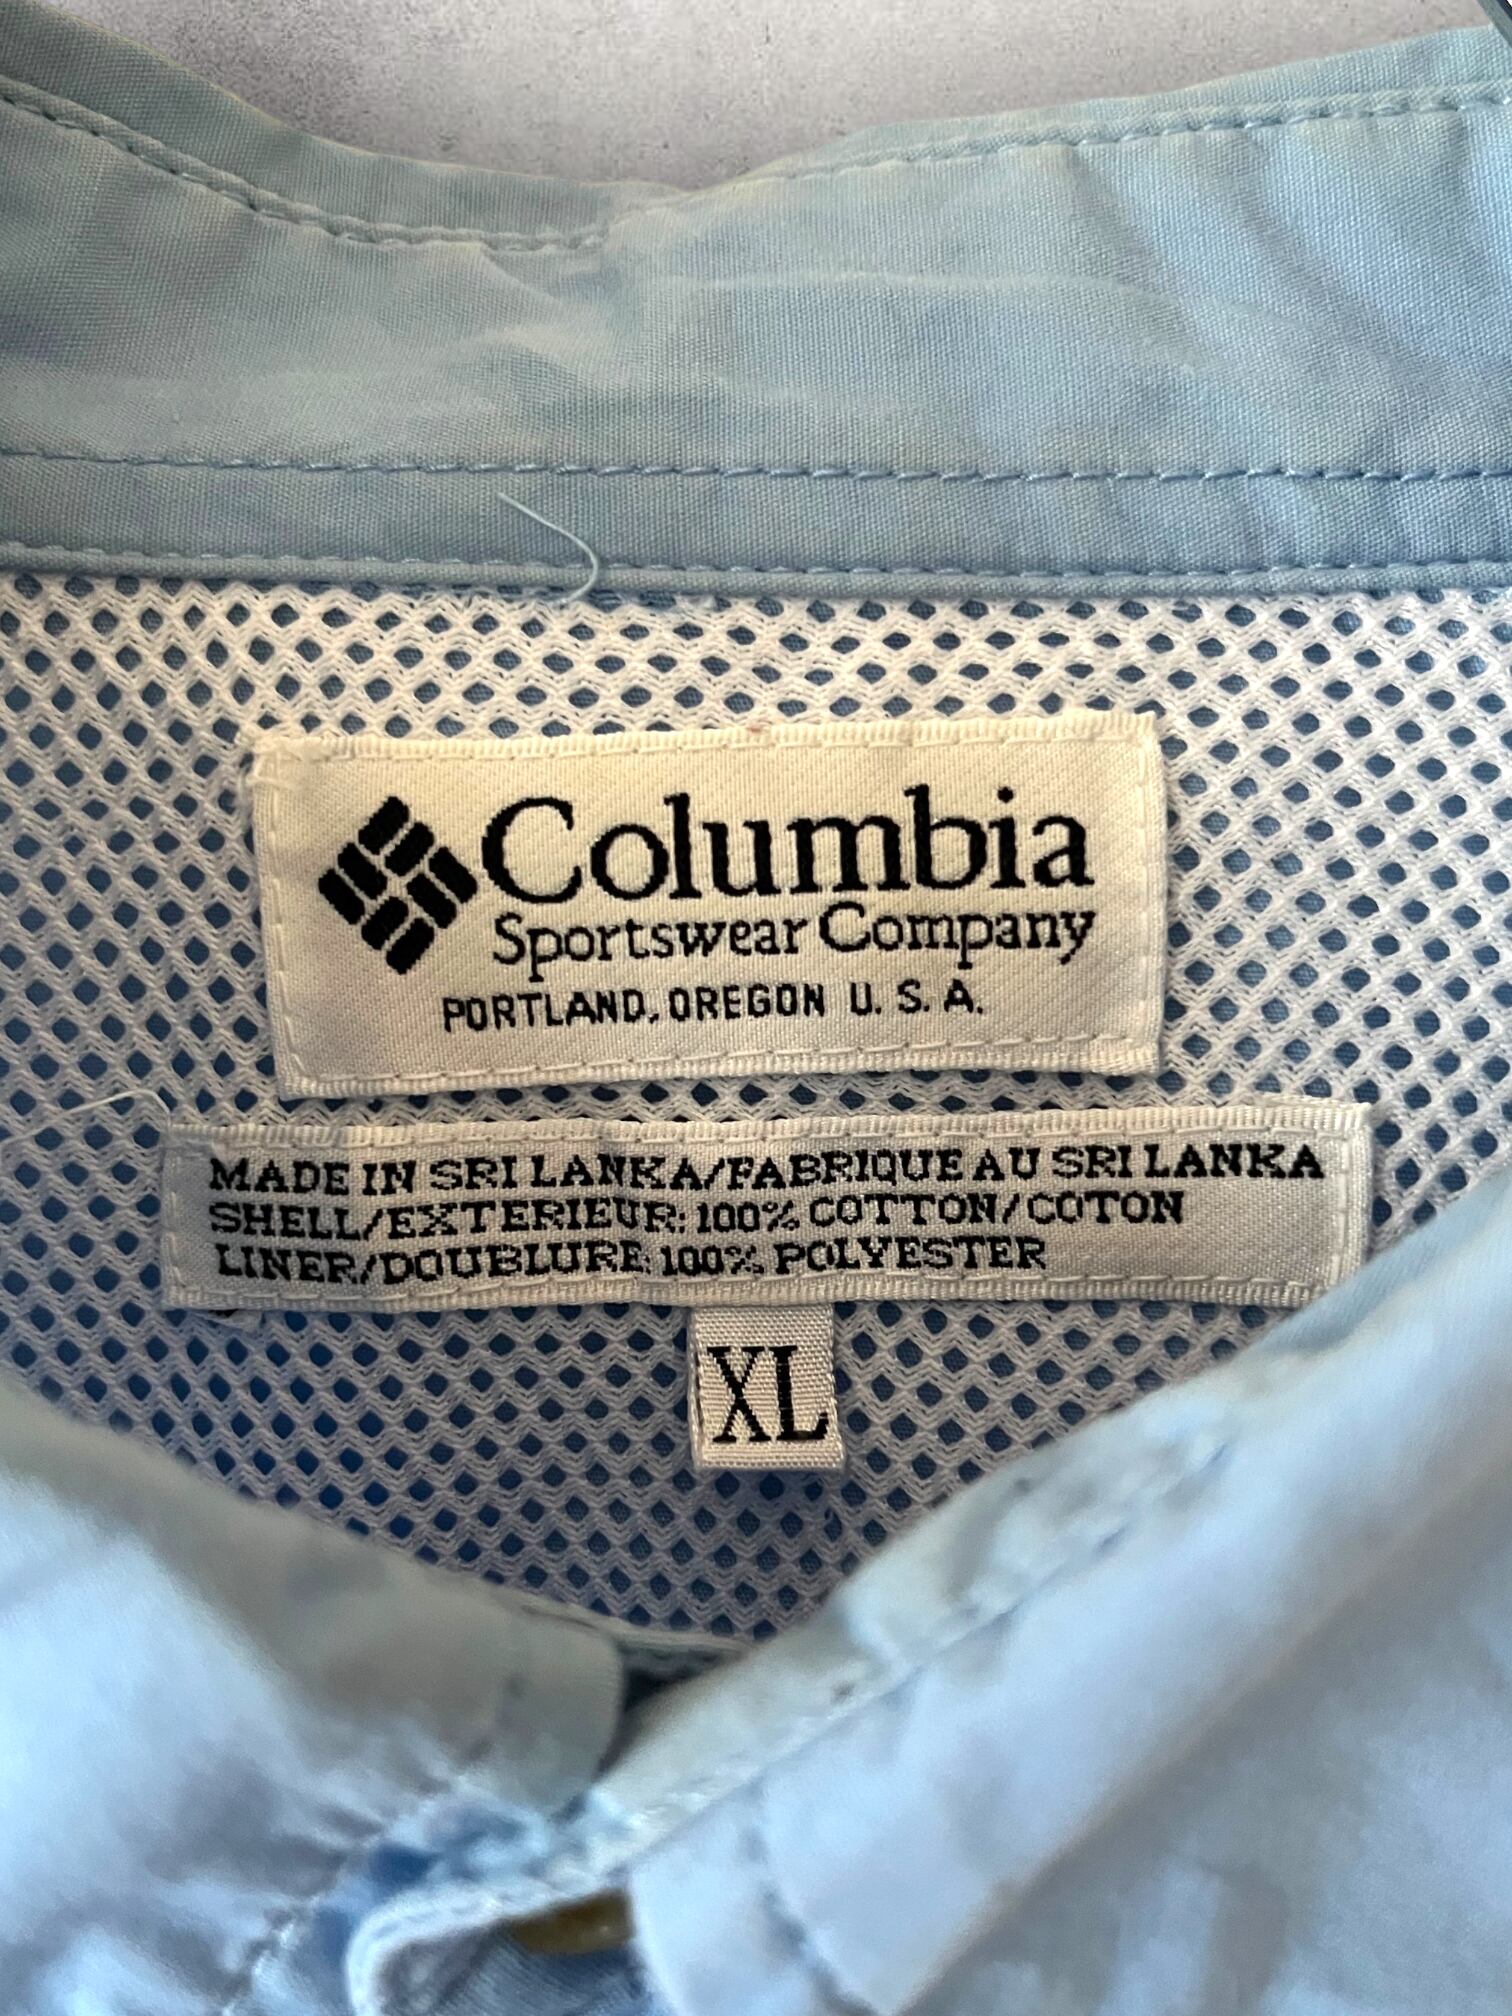 Columbia
Sportswear Company
PORTLAND, OREGON U.S.A.
MADE IN SRI LANKA/FABRIQUE AU SRI LANKA
SHELL/EXTERIEUR: 100% COTTON/COTON
LINER/DOUBLURE: 100% POLYESTER
XL